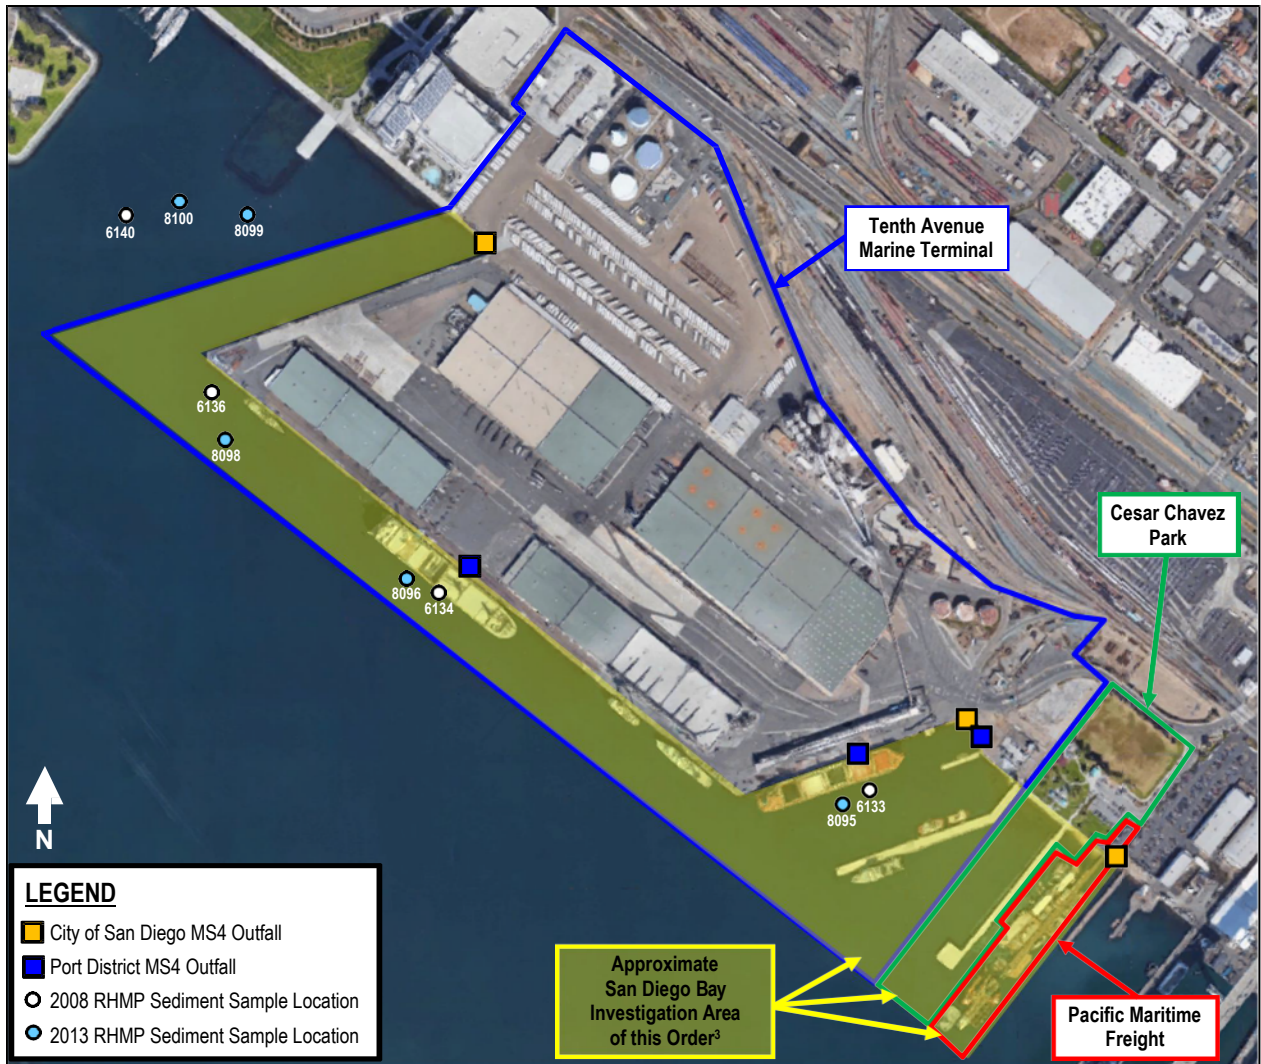 8100
6140
8099
Tenth Avenue
Marine Terminal
6136
8098
Cesar Chavez
Park
8096
6134
6133
8095
N
LEGEND
City of San Diego MS4 Outfall
Port District MS4 Outfall
2008 RHMP Sediment Sample Location
2013 RHMP Sediment Sample Location
Approximate
San Diego Bay
Investigation Area
of this Order³
Pacific Maritime
Freight